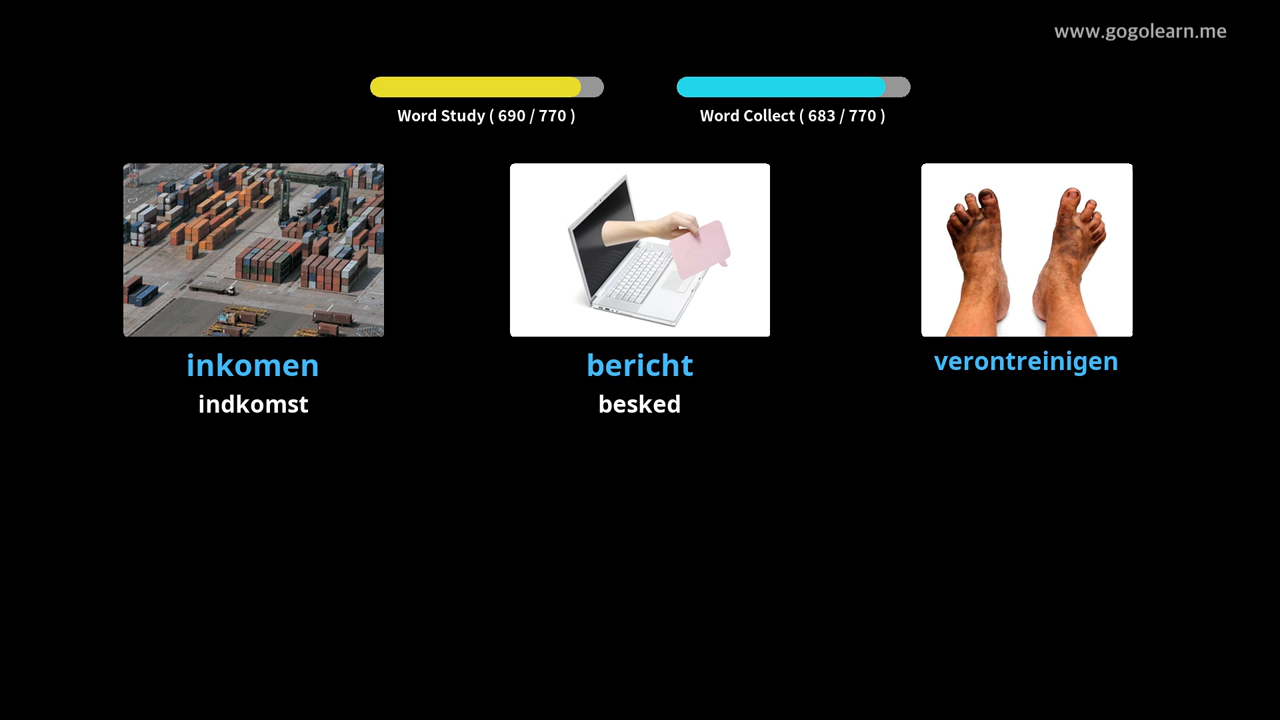 www.gogolearn.me
Word Study ( 690 / 770 )
Word Collect ( 683 / 770 )
inkomen
indkomst
bericht
besked
verontreinigen